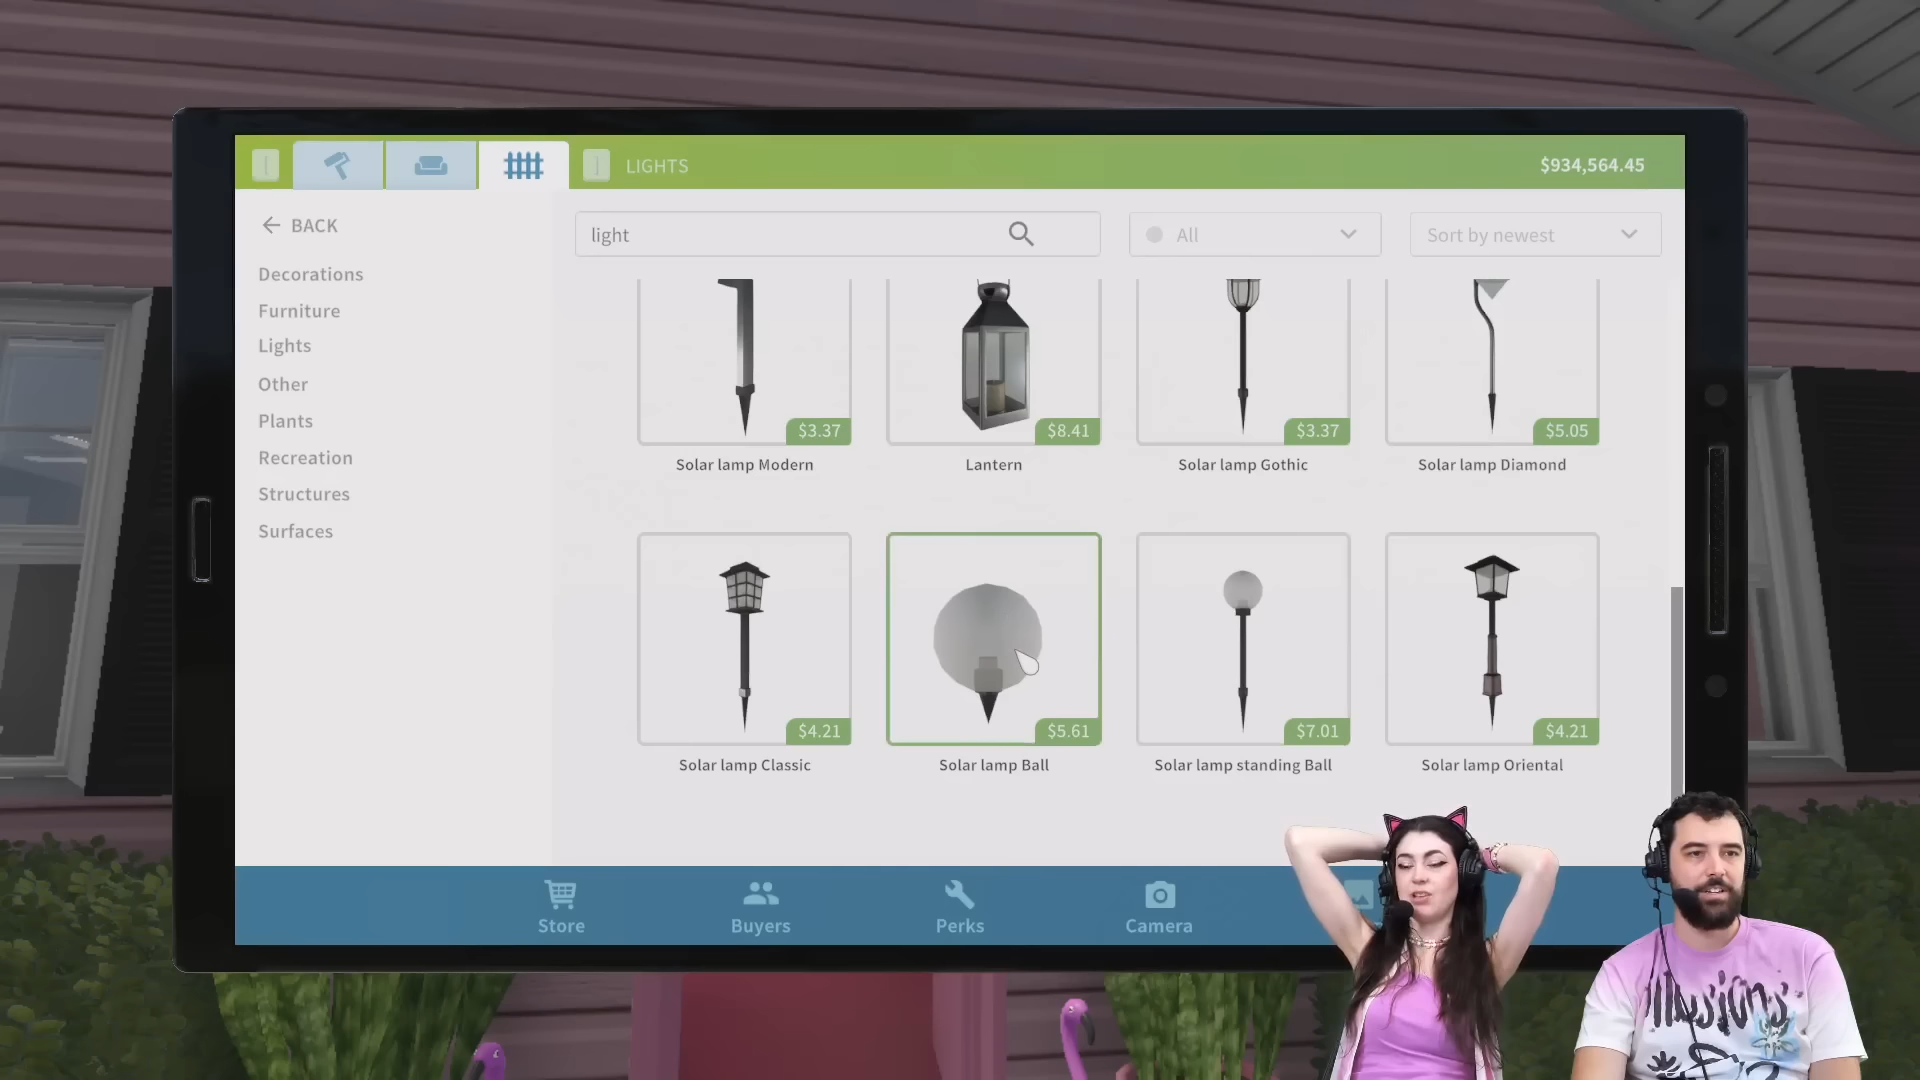 LIGHTS
$934,564.45
BACK
light
All
Sort by newest
Decorations
Furniture
Lights
Other
Plants
Recreation
Structures
Surfaces
$3.37
$8.41
$3.37
$5.05
Solar lamp Modern
Lantern
Solar lamp Gothic
Solar lamp Diamond
$4.21
$5.61
$7.01
$4.21
Solar lamp Classic
Solar lamp Ball
Solar lamp standing Ball
Solar lamp Oriental
Store
Buyers
Perks
Camera